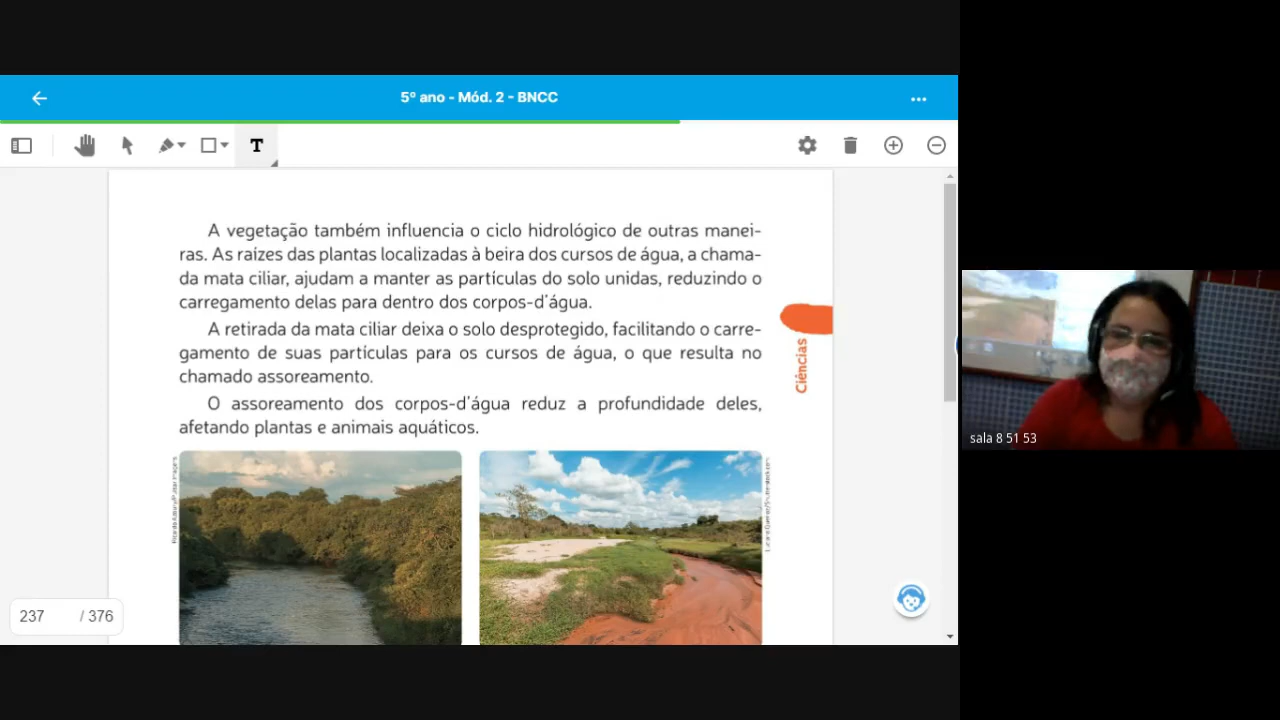 5º ano - Mód. 2 - BNCC
T
A vegetação também influencia o ciclo hidrológico de outras manei-
ras. As raízes das plantas localizadas à beira dos cursos de água, a chama-
da mata ciliar, ajudam a manter as partículas do solo unidas, reduzindo o
carregamento delas para dentro dos corpos-d'água.
A retirada da mata ciliar deixa o solo desprotegido, facilitando o carre-
gamento de suas partículas para os cursos de água, o que resulta no
chamado assoreamento.
O assoreamento dos corpos-d'água reduz a profundidade deles,
afetando plantas e animais aquáticos.
Ciências
237 / 376
sala 8 51 53